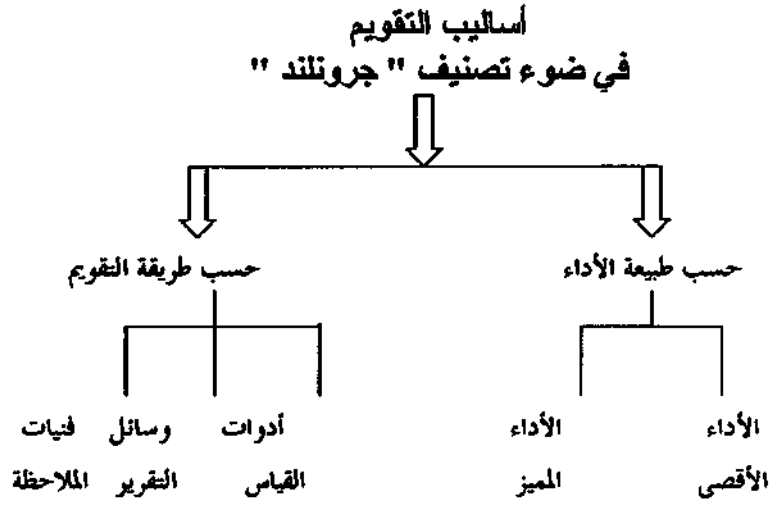 أساليب التقويم
في ضوء تصنيف " جرونلند "
حسب طبيعة الأداء
حسب طريقة التقويم
الأداء
الأقصى
الأداء
المميز
أدوات
القياس
وسائل
التقرير
فنيات
الملاحظة